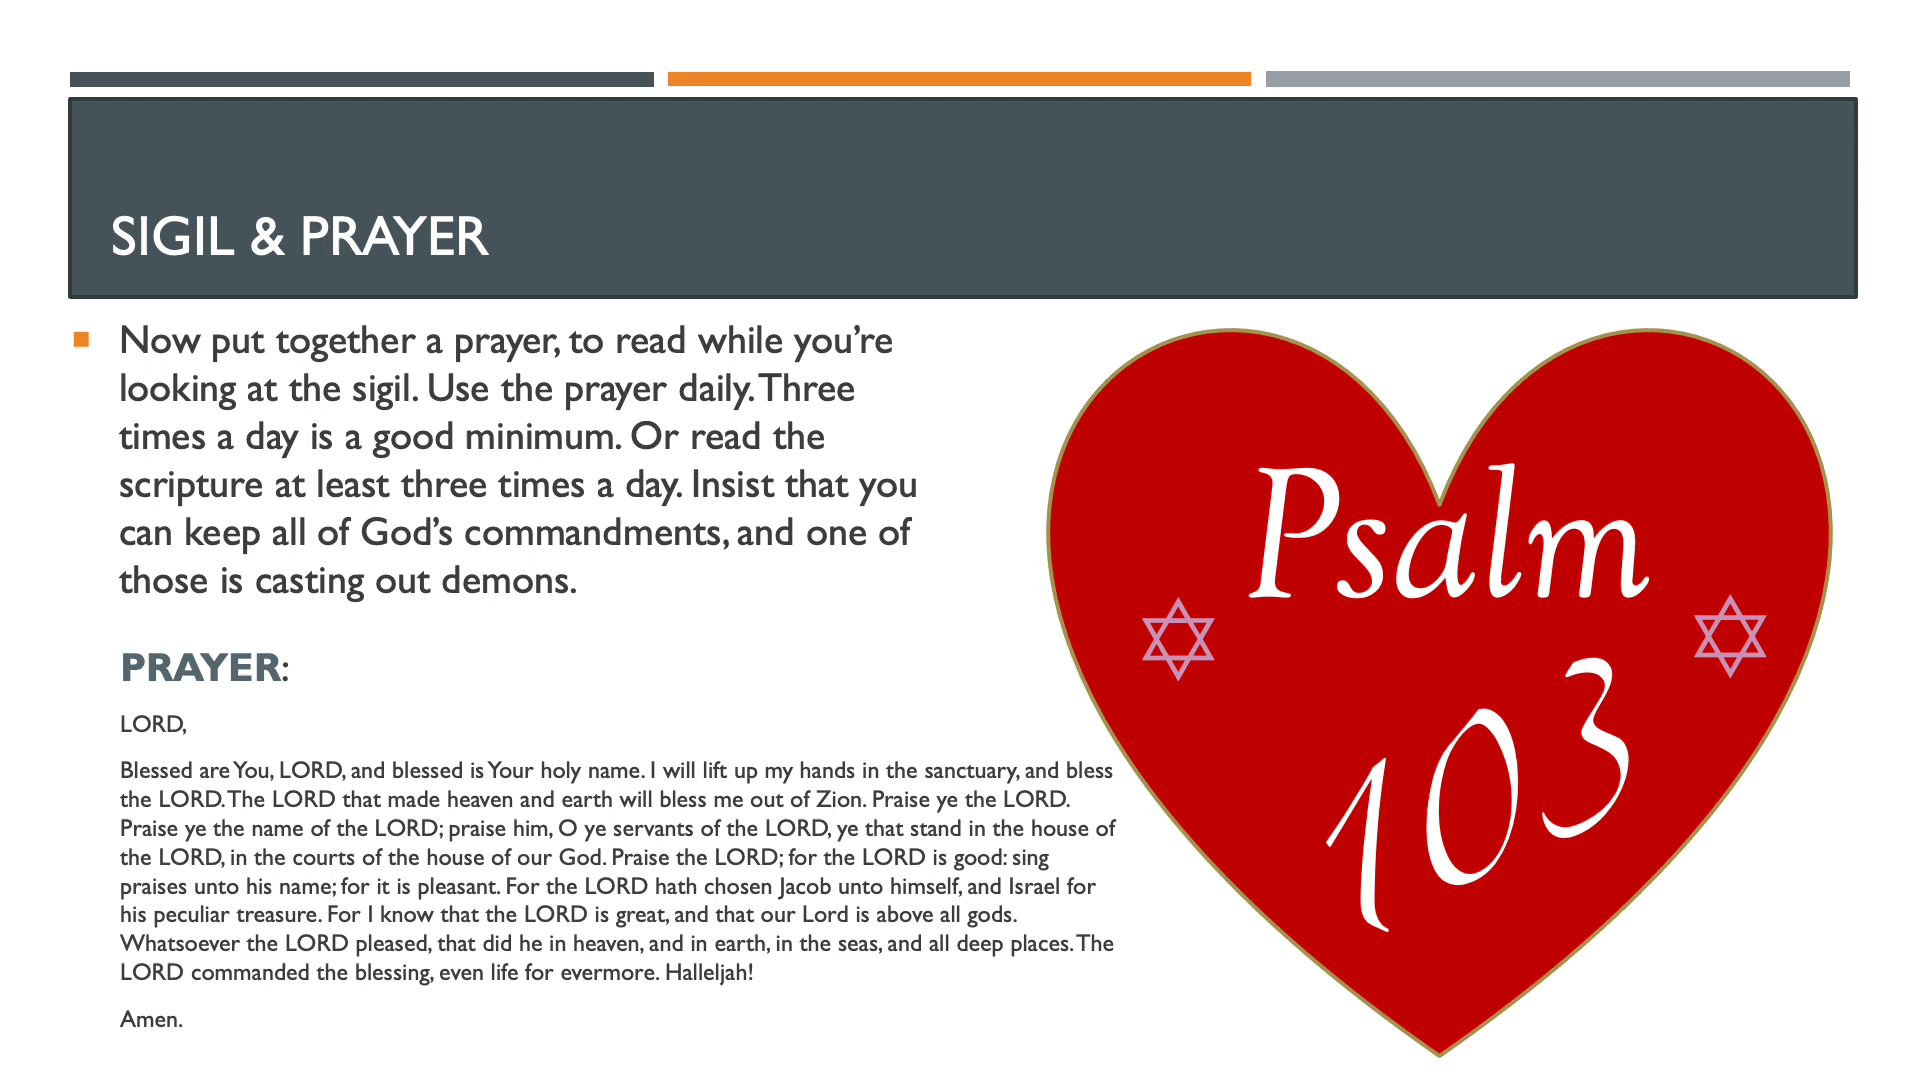 SIGIL & PRAYER
Now put together a prayer, to read while you’re
looking at the sigil. Use the prayer daily. Three
times a day is a good minimum. Or read the
scripture at least three times a day. Insist that you
can keep all of God’s commandments, and one of
those is casting out demons.
PRAYER:
LORD,
Blessed are You, LORD, and blessed is Your holy name. I will lift up my hands in the sanctuary, and bless
the LORD. The LORD that made heaven and earth will bless me out of Zion. Praise ye the LORD.
Praise ye the name of the LORD; praise him, O ye servants of the LORD, ye that stand in the house of
the LORD, in the courts of the house of our God. Praise the LORD; for the LORD is good: sing
praises unto his name; for it is pleasant. For the LORD hath chosen Jacob unto himself, and Israel for
his peculiar treasure. For I know that the LORD is great, and that our Lord is above all gods.
Whatsoever the LORD pleased, that did he in heaven, and in earth, in the seas, and all deep places. The
LORD commanded the blessing, even life for evermore. Halleljah!
Amen.
Psalm
103